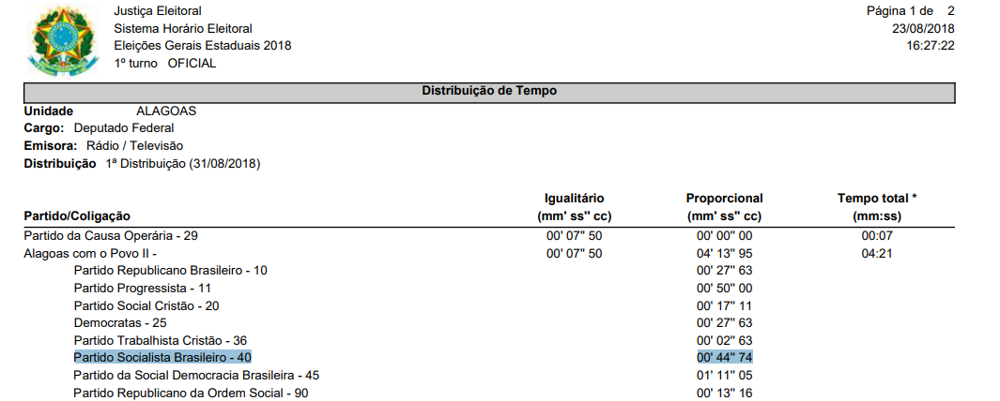 Justiça Eleitoral Página 1 de 2
Sistema Horário Eleitoral 23/08/2018
Eleições Gerais Estaduais 2018 16:27:22
1º turno OFICIAL
Distribuição de Tempo
Unidade ALAGOAS
Cargo: Deputado Federal
Emisora: Rádio / Televisão
Distribuição 1ª Distribuição (31/08/2018)
Igualitário Proporcional Tempo total *
Partido/Coligação (mm' ss'' cc) (mm' ss'' cc) (mm:ss)
Partido da Causa Operária - 29 00' 07'' 50 00' 00'' 00 00:07
Alagoas com o Povo II - 00' 07'' 50 04' 13'' 95 04:21
Partido Republicano Brasileiro - 10 00' 27'' 63
Partido Progressista - 11 00' 50'' 00
Partido Social Cristão - 20 00' 17'' 11
Democratas - 25 00' 27'' 63
Partido Trabalhista Cristão - 36 00' 02'' 63
Partido Socialista Brasileiro - 40 00' 44'' 74
Partido da Social Democracia Brasileira - 45 01' 11'' 05
Partido Republicano da Ordem Social - 90 00' 13'' 16